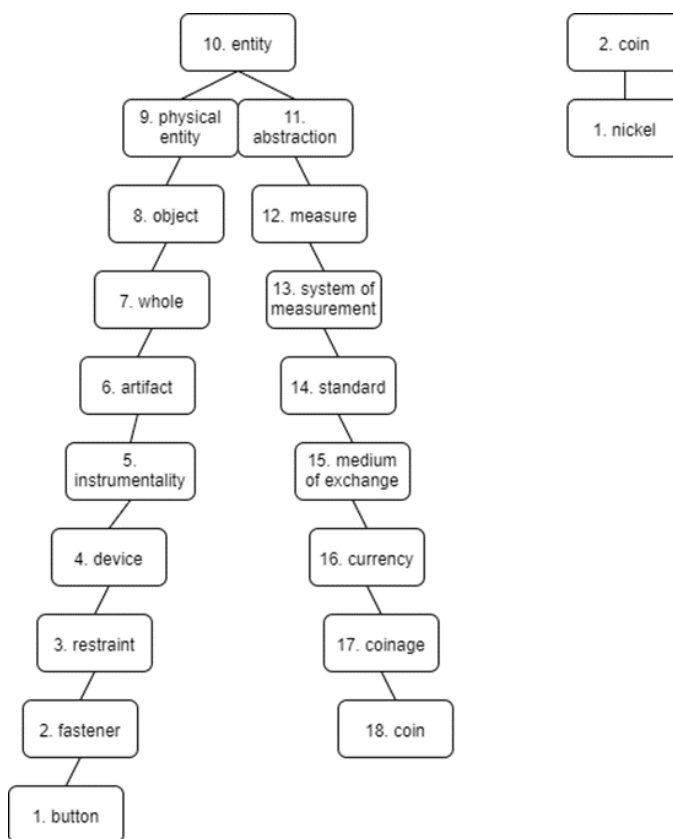 10. entity
2. coin
9. physical
entity
11.
abstraction
1. nickel
8. object
12. measure
7. whole
13. system of
measurement
6. artifact
14. standard
5.
instrumentality
15. medium
of exchange
4. device
16. currency
3. restraint
17. coinage
2. fastener
18. coin
1. button